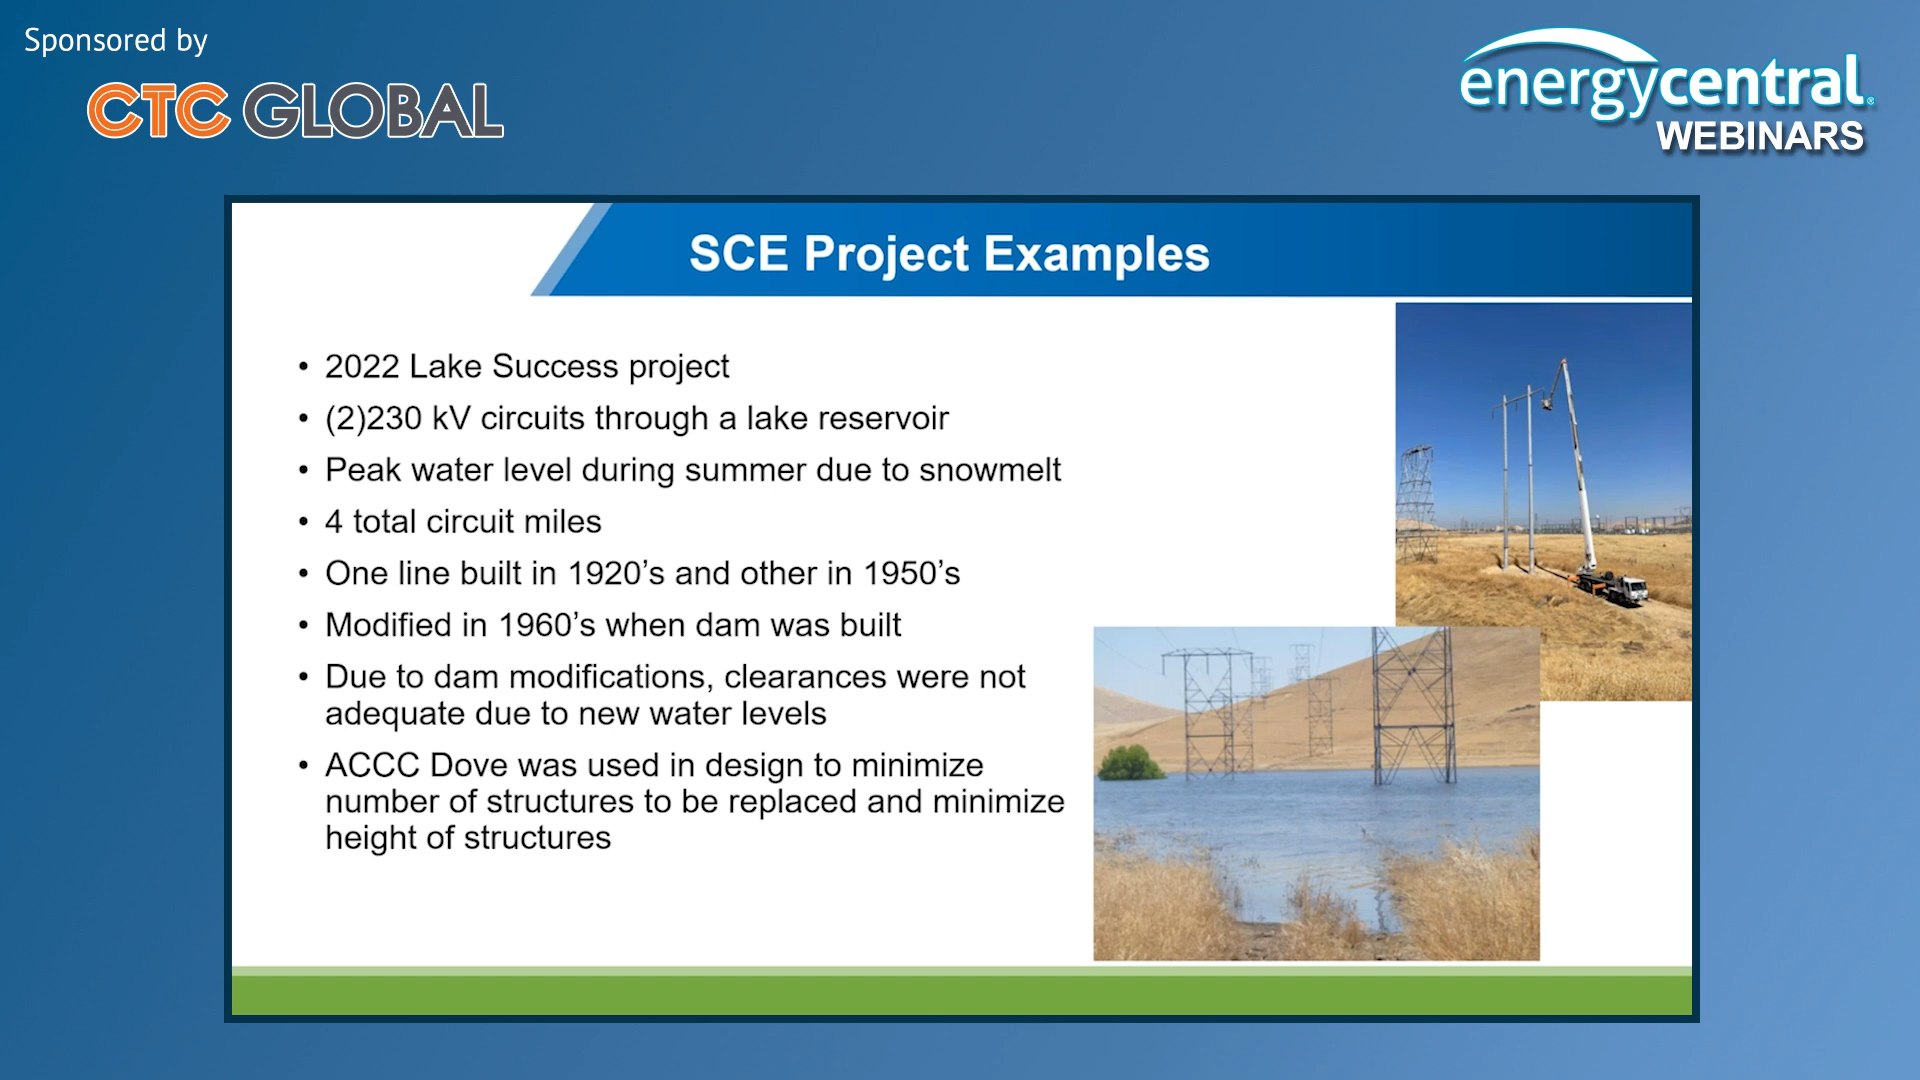 Sponsored by
CTC GLOBAL
energycentral®
WEBINARS
SCE Project Examples
• 2022 Lake Success project
• (2)230 kV circuits through a lake reservoir
• Peak water level during summer due to snowmelt
• 4 total circuit miles
• One line built in 1920’s and other in 1950’s
• Modified in 1960’s when dam was built
• Due to dam modifications, clearances were not
adequate due to new water levels
• ACCC Dove was used in design to minimize
number of structures to be replaced and minimize
height of structures